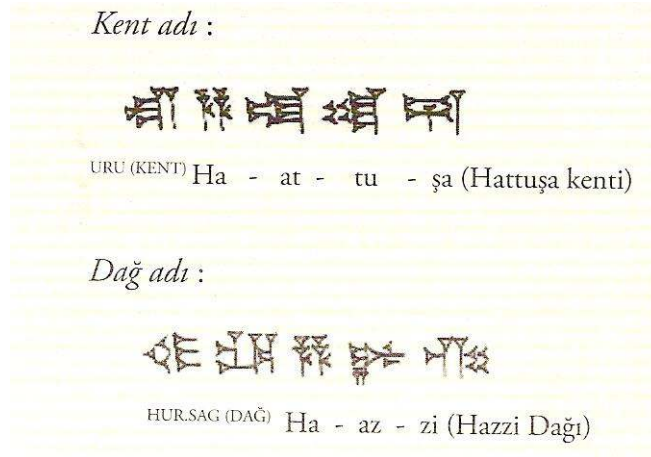 Kent adı :
𒌷 𒄩 𒀜 𒌅 𒊭
URU (KENT) Ha - at - tu - şa (Hattuşa kenti)
Dağ adı :
𒄯 𒊕 𒄩 𒊍 𒍣
HUR.SAG (DAĞ) Ha - az - zi (Hazzi Dağı)